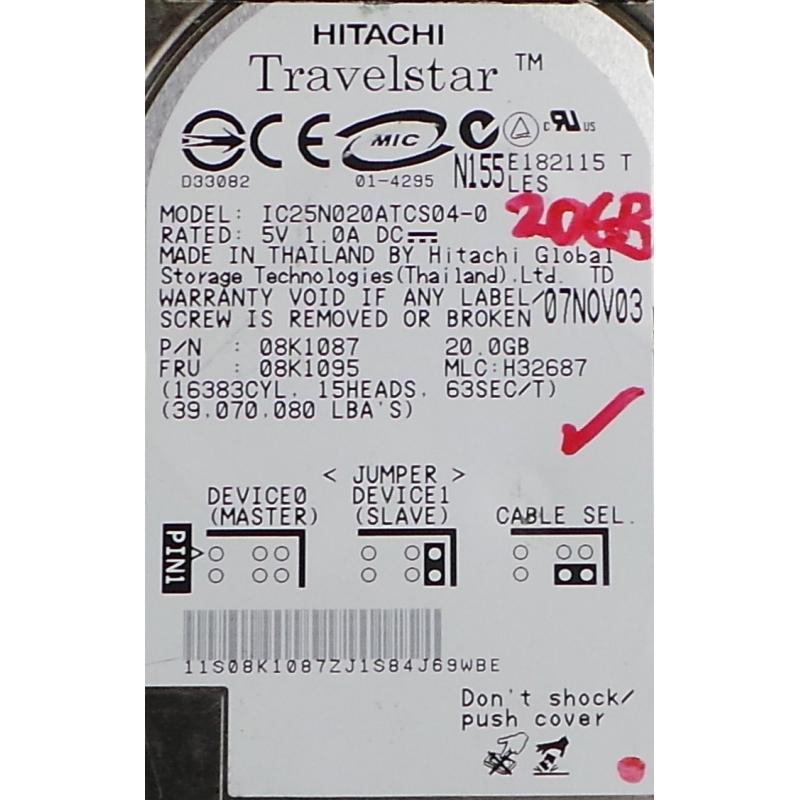 HITACHI
Travelstar ™
CE MIC c RU US
D33082 01-4295 N155 E182115 T
LES
MODEL: IC25N020ATCS04-0 20GB
RATED: 5V 1.0A DC
MADE IN THAILAND BY Hitachi Global
Storage Technologies(Thailand).Ltd. TD
WARRANTY VOID IF ANY LABEL/
SCREW IS REMOVED OR BROKEN 07NOV03
P/N : 08K1087 20.0GB
FRU : 08K1095 MLC:H32687
(16383CYL. 15HEADS. 63SEC/T)
(39.070.080 LBA'S)
< JUMPER >
DEVICE0 DEVICE1
(MASTER) (SLAVE) CABLE SEL.
PIN1
11S08K1087ZJ1S84J69WBE
Don't shock/
push cover